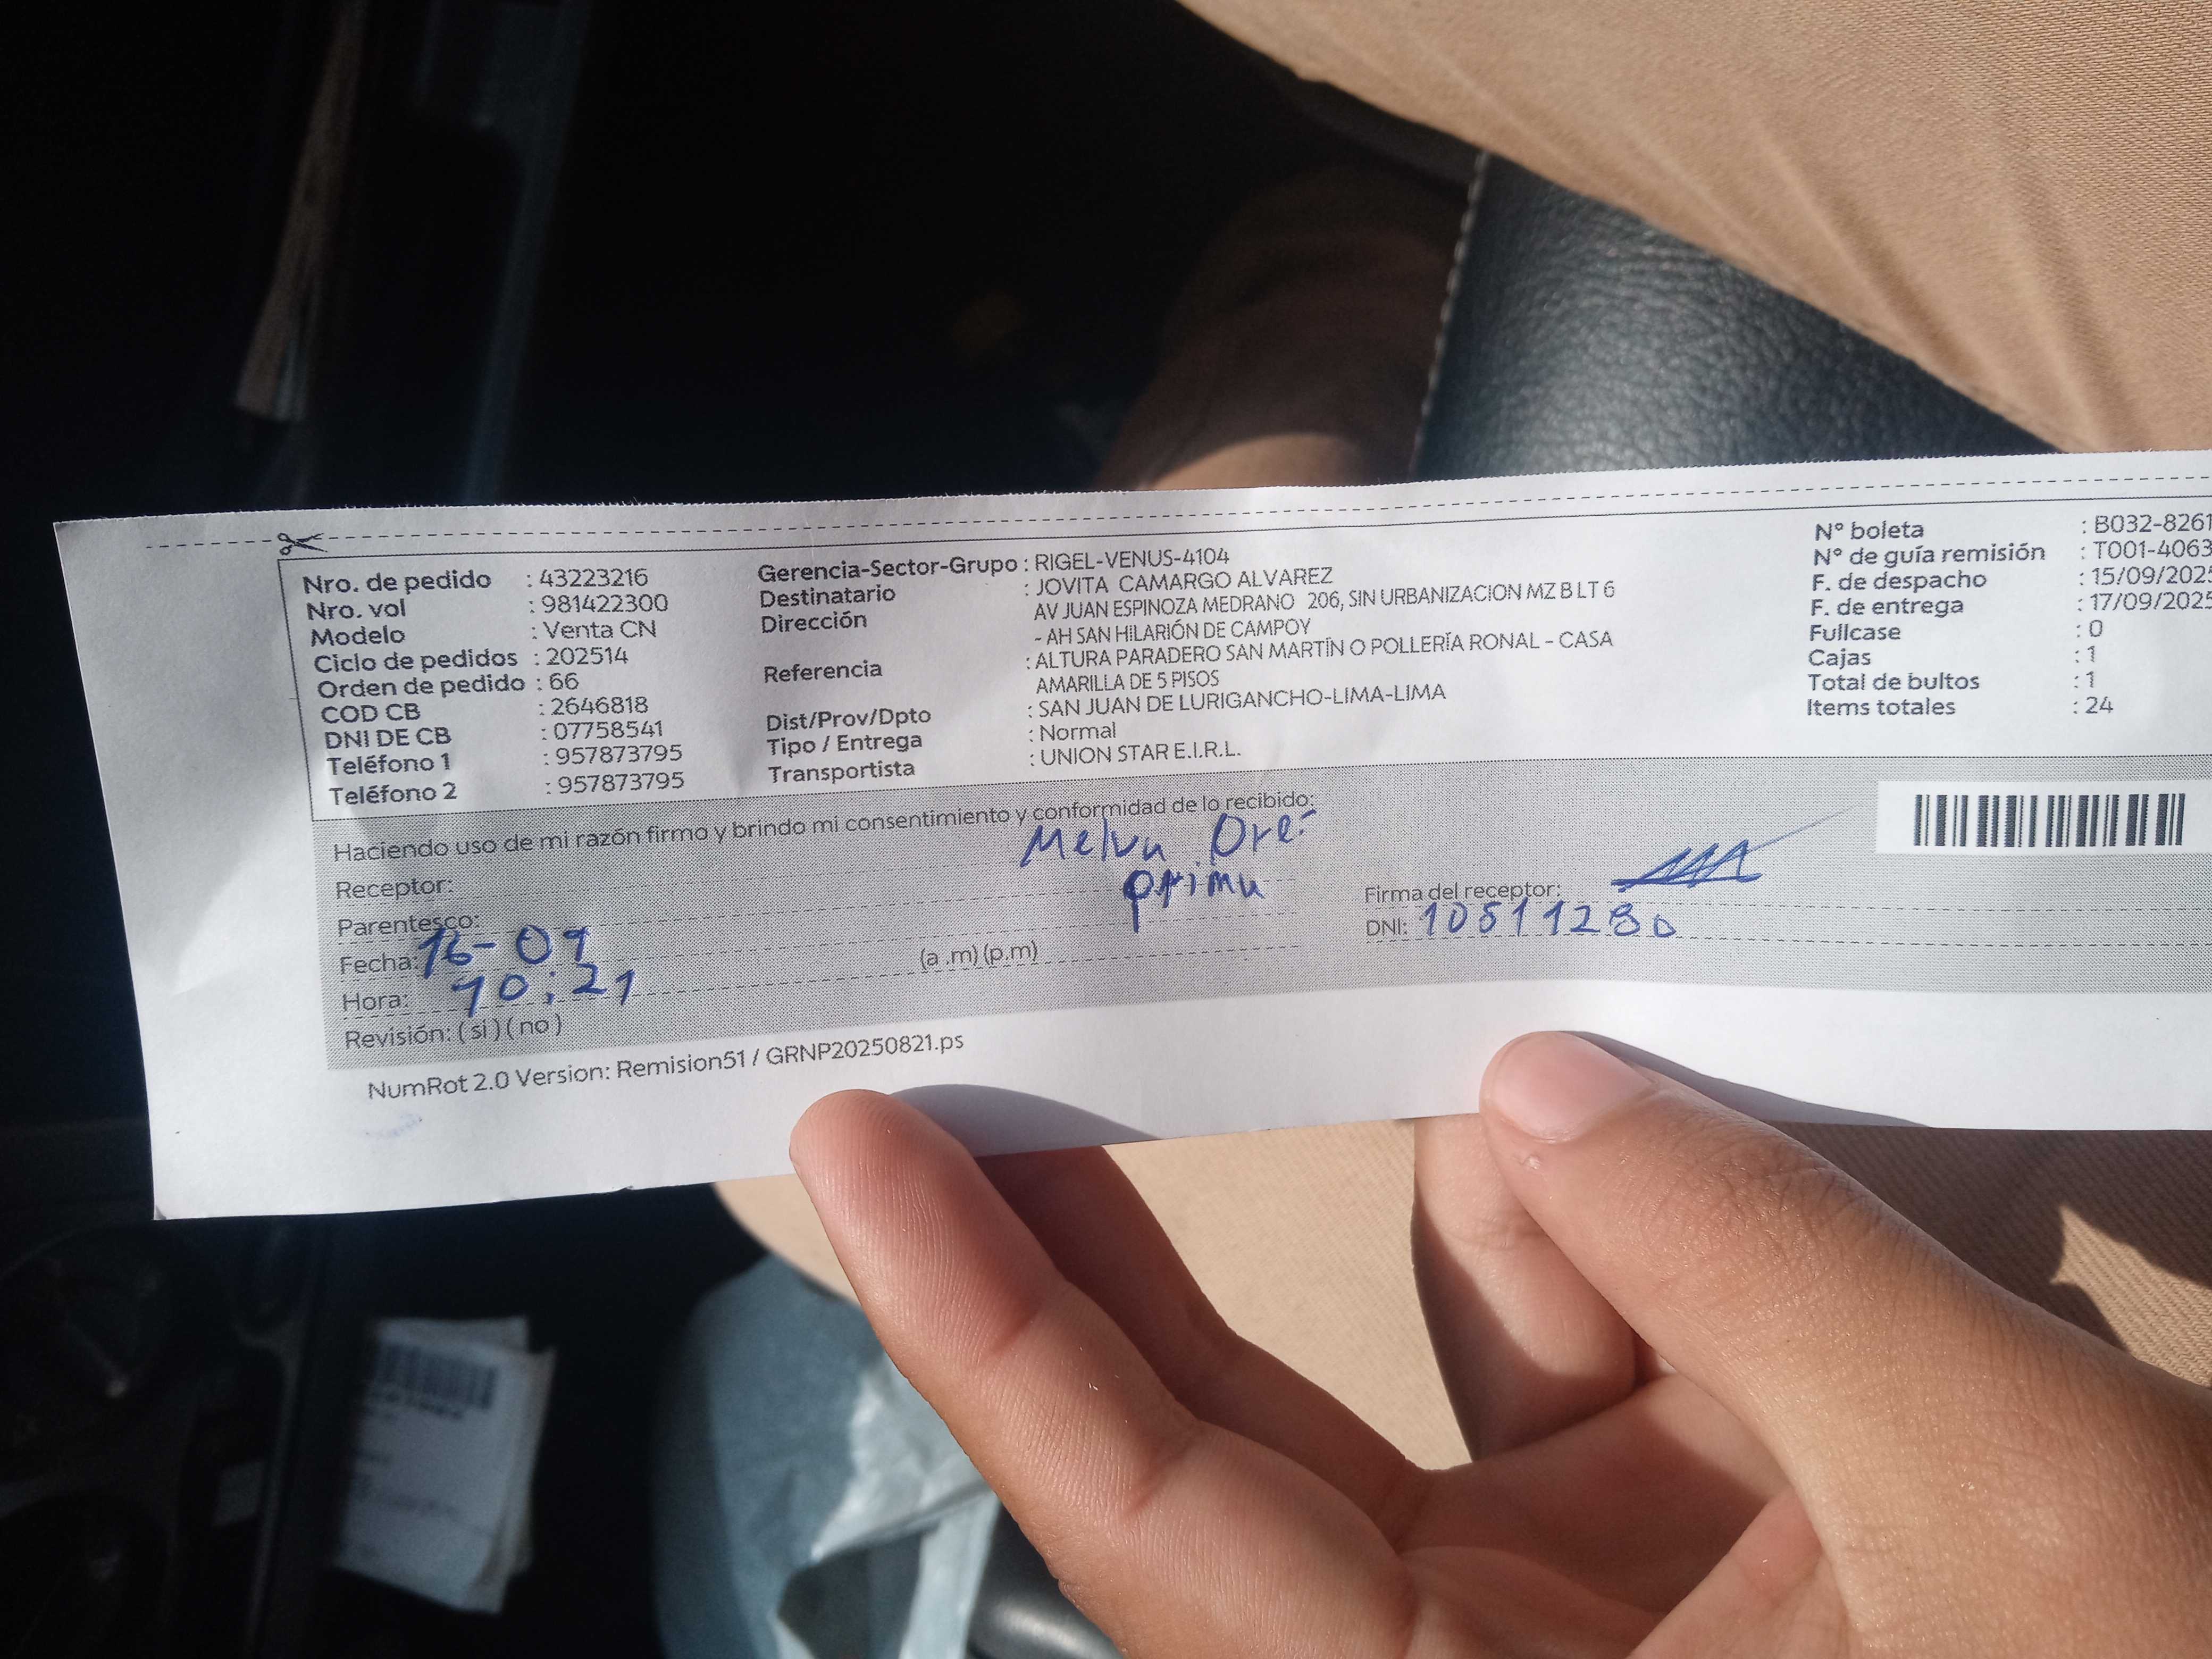 Nro. de pedido : 43223216
Nro. vol : 981422300
Modelo : Venta CN
Ciclo de pedidos : 202514
Orden de pedido : 66
COD CB : 2646818
DNI DE CB : 07758541
Teléfono 1 : 957873795
Teléfono 2 : 957873795
Gerencia-Sector-Grupo : RIGEL-VENUS-4104
Destinatario : JOVITA CAMARGO ALVAREZ
Dirección AV JUAN ESPINOZA MEDRANO 206, SIN URBANIZACION MZ B LT 6
- AH SAN HILARIÓN DE CAMPOY
Referencia : ALTURA PARADERO SAN MARTÍN O POLLERÍA RONAL - CASA
AMARILLA DE 5 PISOS
Dist/Prov/Dpto : SAN JUAN DE LURIGANCHO-LIMA-LIMA
Tipo / Entrega : Normal
Transportista : UNION STAR E.I.R.L.
N° boleta : B032-8261
N° de guía remisión : T001-4063
F. de despacho : 15/09/2025
F. de entrega : 17/09/2025
Fullcase : 0
Cajas : 1
Total de bultos : 1
Items totales : 24
Haciendo uso de mi razón firmo y brindo mi consentimiento y conformidad de lo recibido:
Receptor: Melva Oré
Parentesco: prima
Fecha: 16-09
Hora: 10:21 (a .m) (p.m)
Revisión: ( si ) ( no )
Firma del receptor:
DNI: 10511280
NumRot 2.0 Version: Remision51 / GRNP20250821.ps